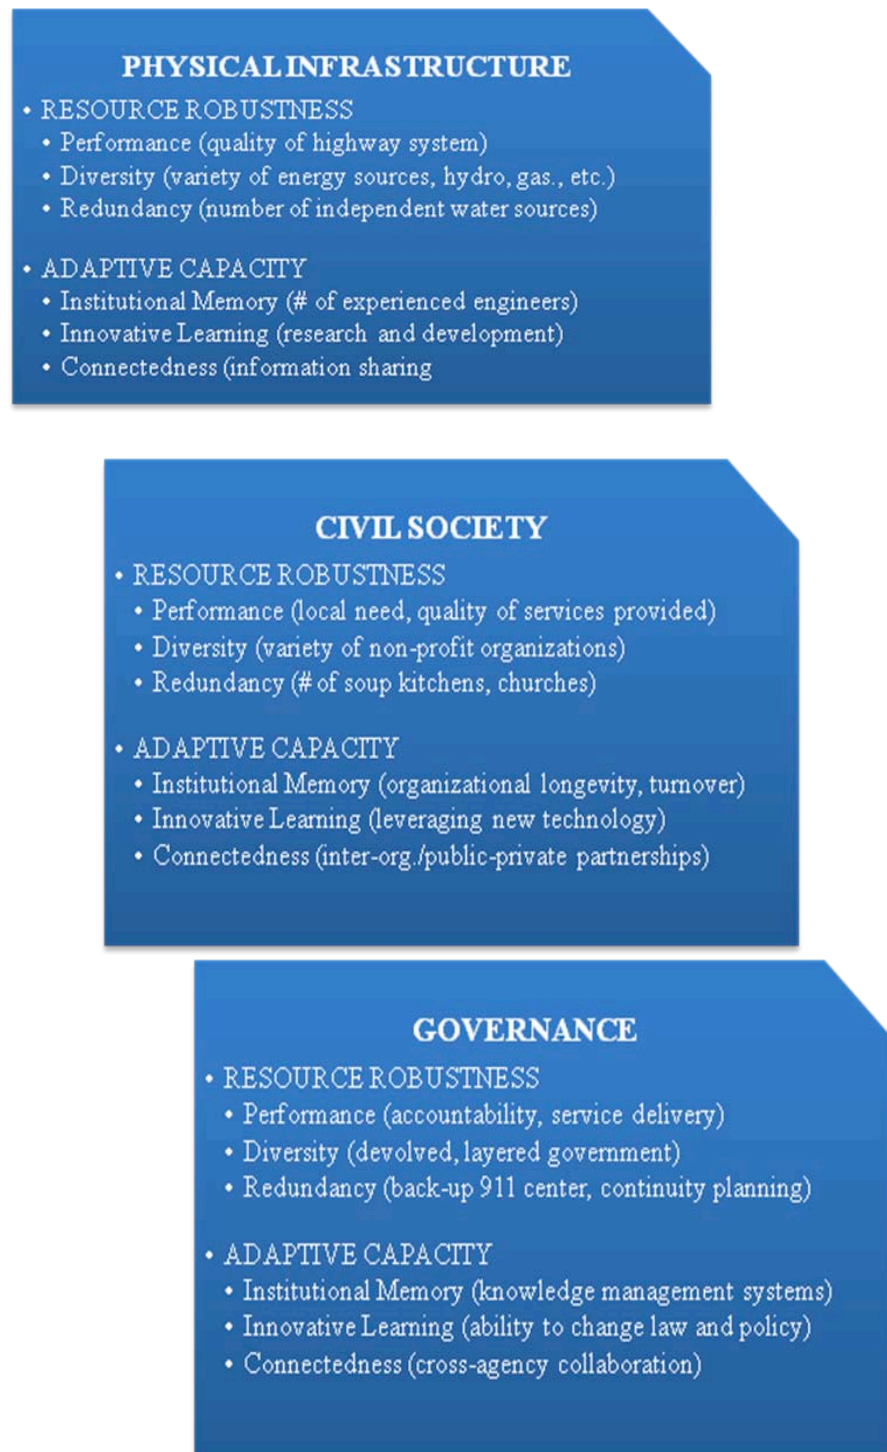 PHYSICAL INFRASTRUCTURE
• RESOURCE ROBUSTNESS
• Performance (quality of highway system)
• Diversity (variety of energy sources, hydro, gas., etc.)
• Redundancy (number of independent water sources)
• ADAPTIVE CAPACITY
• Institutional Memory (# of experienced engineers)
• Innovative Learning (research and development)
• Connectedness (information sharing
CIVIL SOCIETY
• RESOURCE ROBUSTNESS
• Performance (local need, quality of services provided)
• Diversity (variety of non-profit organizations)
• Redundancy (# of soup kitchens, churches)
• ADAPTIVE CAPACITY
• Institutional Memory (organizational longevity, turnover)
• Innovative Learning (leveraging new technology)
• Connectedness (inter-org./public-private partnerships)
GOVERNANCE
• RESOURCE ROBUSTNESS
• Performance (accountability, service delivery)
• Diversity (devolved, layered government)
• Redundancy (back-up 911 center, continuity planning)
• ADAPTIVE CAPACITY
• Institutional Memory (knowledge management systems)
• Innovative Learning (ability to change law and policy)
• Connectedness (cross-agency collaboration)